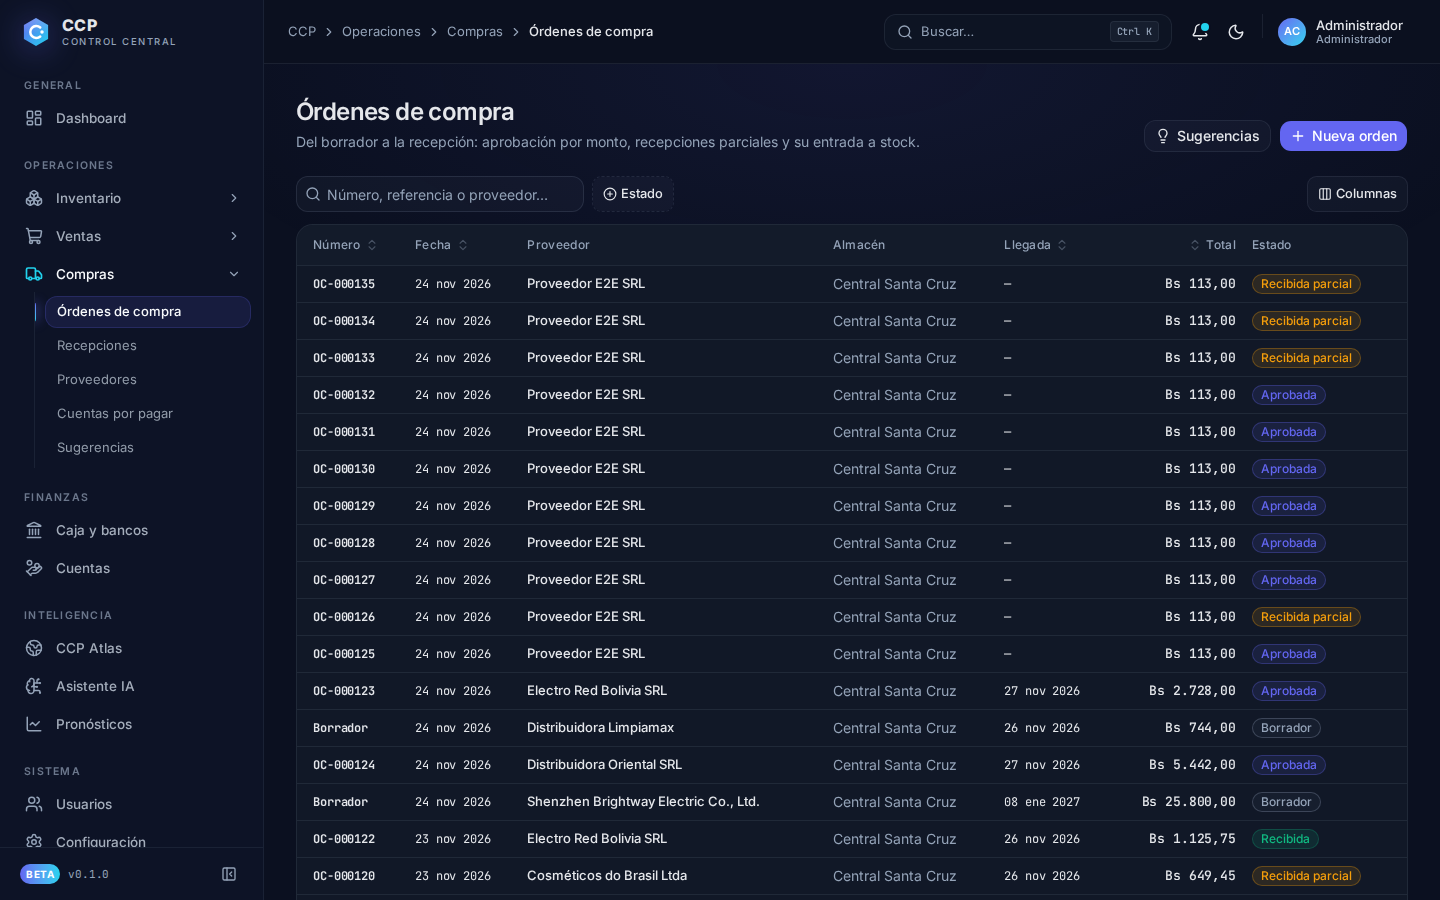 CCP
CONTROL CENTRAL
GENERAL
Dashboard
OPERACIONES
Inventario
Ventas
Compras
Órdenes de compra
Recepciones
Proveedores
Cuentas por pagar
Sugerencias
FINANZAS
Caja y bancos
Cuentas
INTELIGENCIA
CCP Atlas
Asistente IA
Pronósticos
SISTEMA
Usuarios
Configuración
BETA v0.1.0
CCP > Operaciones > Compras > Órdenes de compra
Buscar... Ctrl K
AC
Administrador
Administrador
Órdenes de compra
Del borrador a la recepción: aprobación por monto, recepciones parciales y su entrada a stock.
Sugerencias
Nueva orden
Número, referencia o proveedor...
Estado
Columnas
Número Fecha Proveedor Almacén Llegada Total Estado
OC-000135 24 nov 2026 Proveedor E2E SRL Central Santa Cruz — Bs 113,00 Recibida parcial
OC-000134 24 nov 2026 Proveedor E2E SRL Central Santa Cruz — Bs 113,00 Recibida parcial
OC-000133 24 nov 2026 Proveedor E2E SRL Central Santa Cruz — Bs 113,00 Recibida parcial
OC-000132 24 nov 2026 Proveedor E2E SRL Central Santa Cruz — Bs 113,00 Aprobada
OC-000131 24 nov 2026 Proveedor E2E SRL Central Santa Cruz — Bs 113,00 Aprobada
OC-000130 24 nov 2026 Proveedor E2E SRL Central Santa Cruz — Bs 113,00 Aprobada
OC-000129 24 nov 2026 Proveedor E2E SRL Central Santa Cruz — Bs 113,00 Aprobada
OC-000128 24 nov 2026 Proveedor E2E SRL Central Santa Cruz — Bs 113,00 Aprobada
OC-000127 24 nov 2026 Proveedor E2E SRL Central Santa Cruz — Bs 113,00 Aprobada
OC-000126 24 nov 2026 Proveedor E2E SRL Central Santa Cruz — Bs 113,00 Recibida parcial
OC-000125 24 nov 2026 Proveedor E2E SRL Central Santa Cruz — Bs 113,00 Aprobada
OC-000123 24 nov 2026 Electro Red Bolivia SRL Central Santa Cruz 27 nov 2026 Bs 2.728,00 Aprobada
Borrador 24 nov 2026 Distribuidora Limpiamax Central Santa Cruz 26 nov 2026 Bs 744,00 Borrador
OC-000124 24 nov 2026 Distribuidora Oriental SRL Central Santa Cruz 27 nov 2026 Bs 5.442,00 Aprobada
Borrador 24 nov 2026 Shenzhen Brightway Electric Co., Ltd. Central Santa Cruz 08 ene 2027 Bs 25.800,00 Borrador
OC-000122 23 nov 2026 Electro Red Bolivia SRL Central Santa Cruz 26 nov 2026 Bs 1.125,75 Recibida
OC-000120 23 nov 2026 Cosméticos do Brasil Ltda Central Santa Cruz 26 nov 2026 Bs 649,45 Recibida parcial